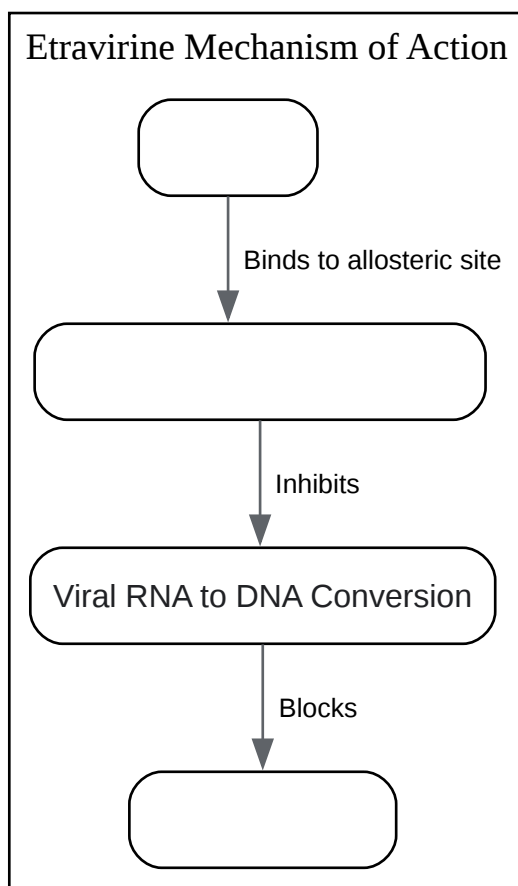 Etravirine Mechanism of Action
Binds to allosteric site
Inhibits
Viral RNA to DNA Conversion
Blocks